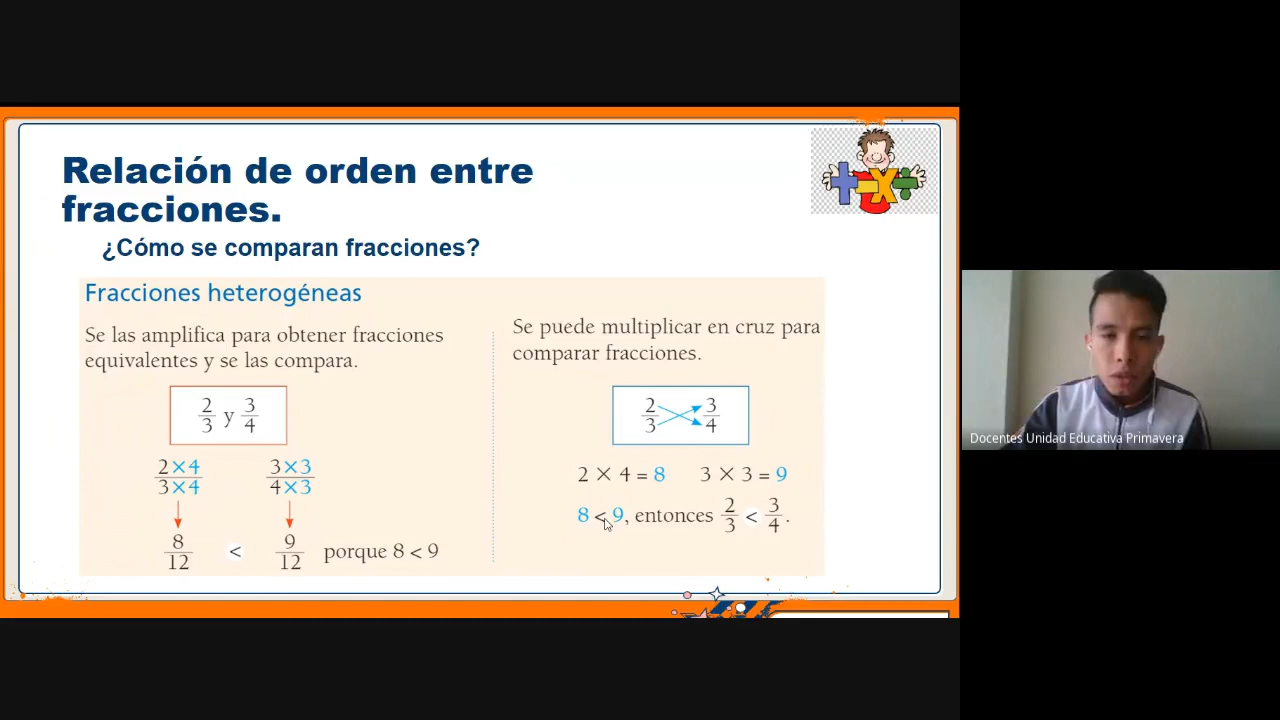 Relación de orden entre
fracciones.
¿Cómo se comparan fracciones?
Fracciones heterogéneas
Se las amplifica para obtener fracciones
equivalentes y se las compara.
2/3 y 3/4
2×4/3×4 3×3/4×3
8/12 < 9/12 porque 8 < 9
Se puede multiplicar en cruz para
comparar fracciones.
2/3 3/4
2 × 4 = 8 3 × 3 = 9
8 < 9, entonces 2/3 < 3/4.
Docentes Unidad Educativa Primavera